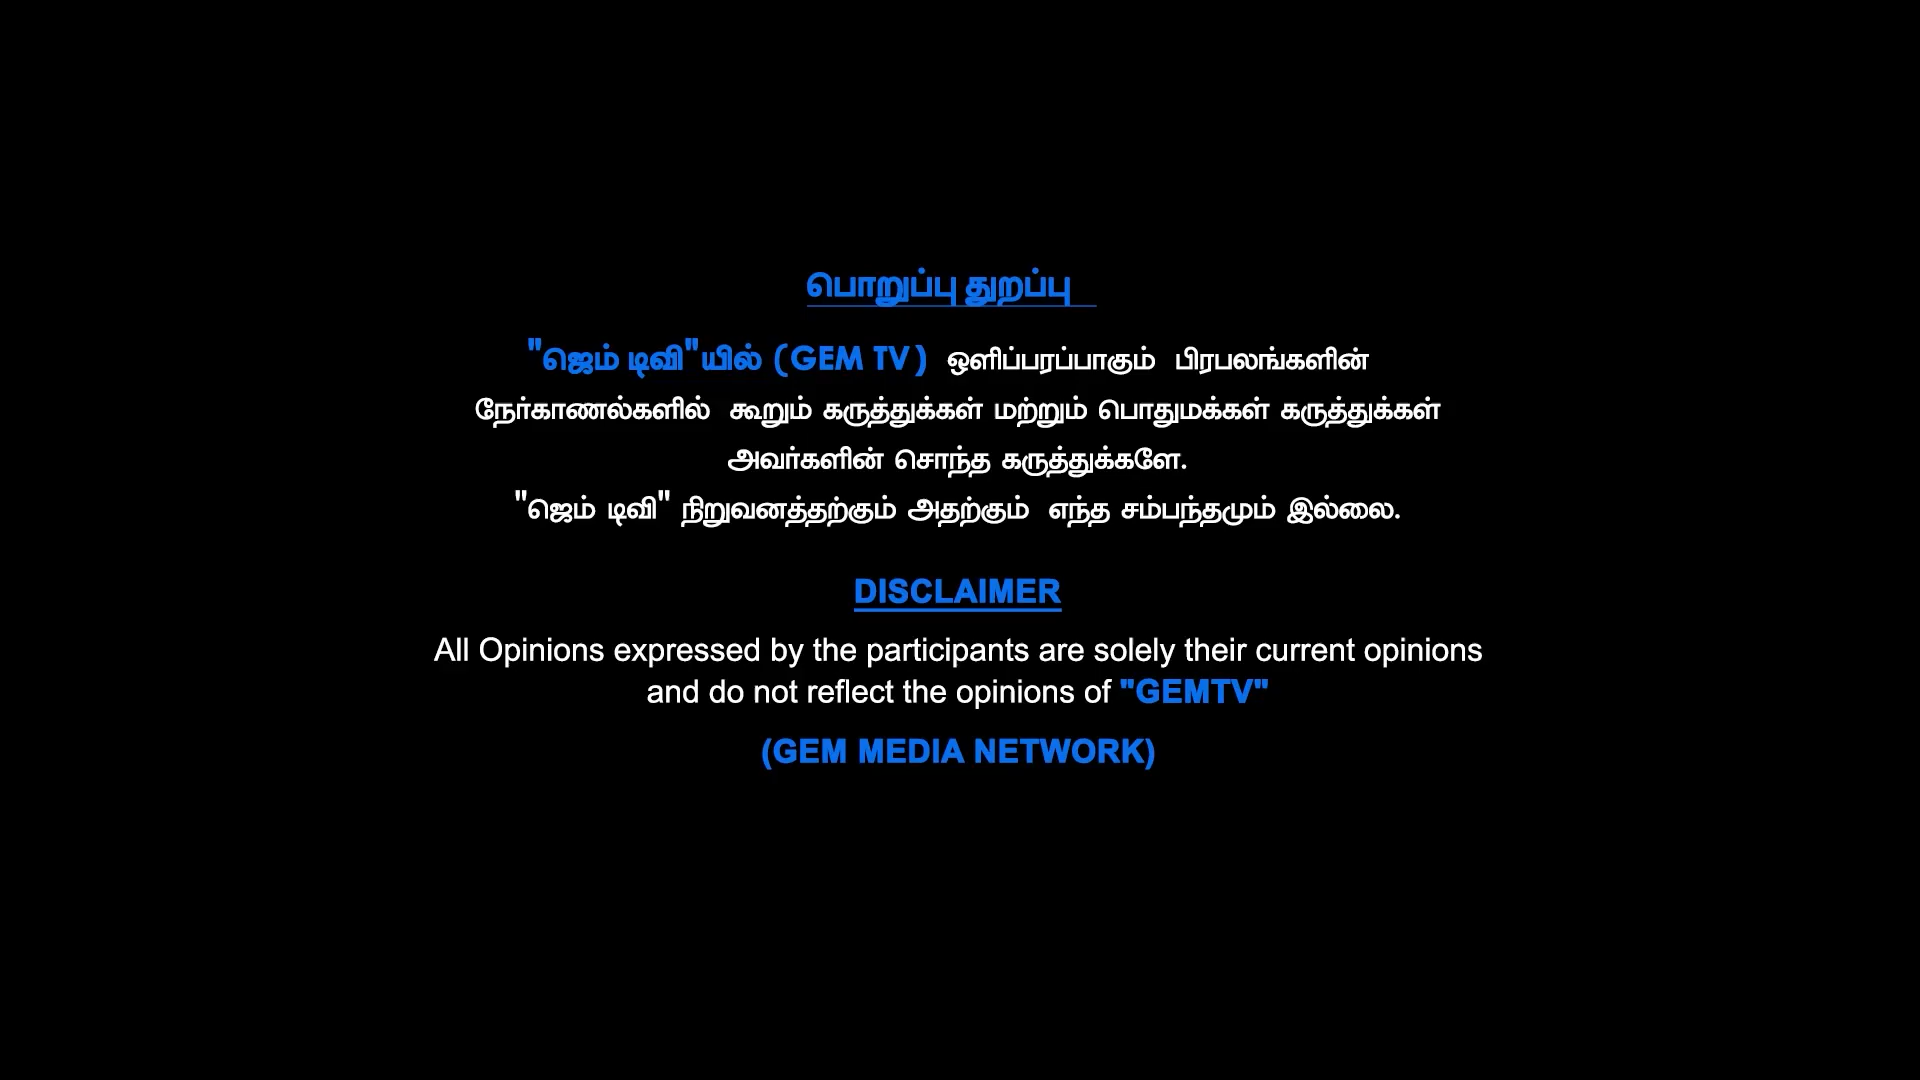 பொறுப்பு துறப்பு
"ஜெம் டிவி"யில் (GEM TV) ஒளிப்பரப்பாகும் பிரபலங்களின்
நேர்காணல்களில் கூறும் கருத்துக்கள் மற்றும் பொதுமக்கள் கருத்துக்கள்
அவர்களின் சொந்த கருத்துக்களே.
"ஜெம் டிவி" நிறுவனத்தற்கும் அதற்கும் எந்த சம்பந்தமும் இல்லை.
DISCLAIMER
All Opinions expressed by the participants are solely their current opinions
and do not reflect the opinions of "GEMTV"
(GEM MEDIA NETWORK)